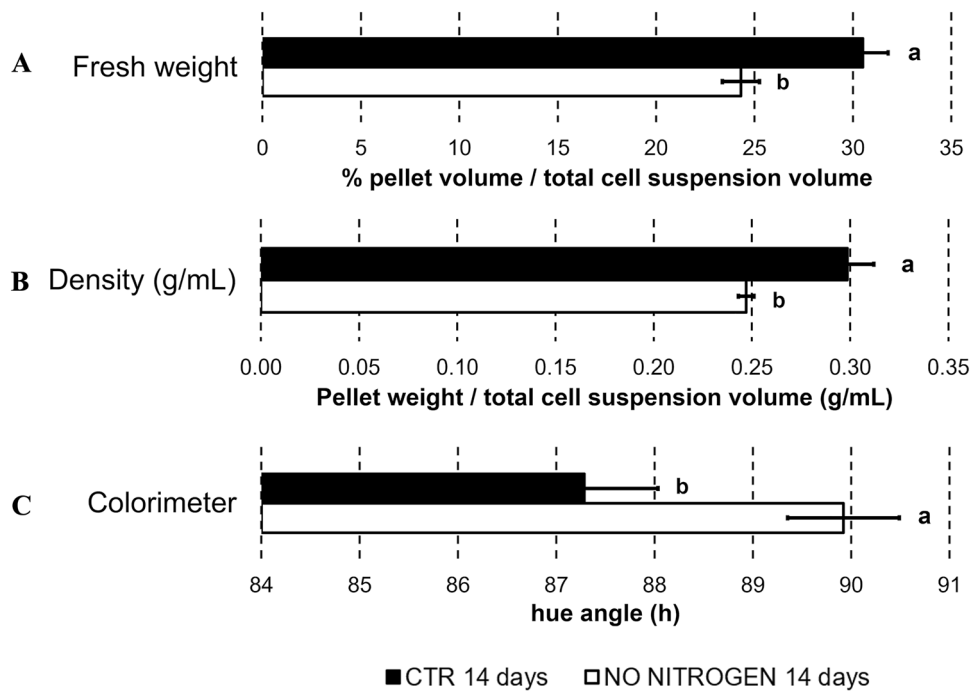 A Fresh weight
a
b
0 5 10 15 20 25 30 35
% pellet volume / total cell suspension volume
B Density (g/mL)
a
b
0.00 0.05 0.10 0.15 0.20 0.25 0.30 0.35
Pellet weight / total cell suspension volume (g/mL)
C Colorimeter
b
a
84 85 86 87 88 89 90 91
hue angle (h)
CTR 14 days NO NITROGEN 14 days